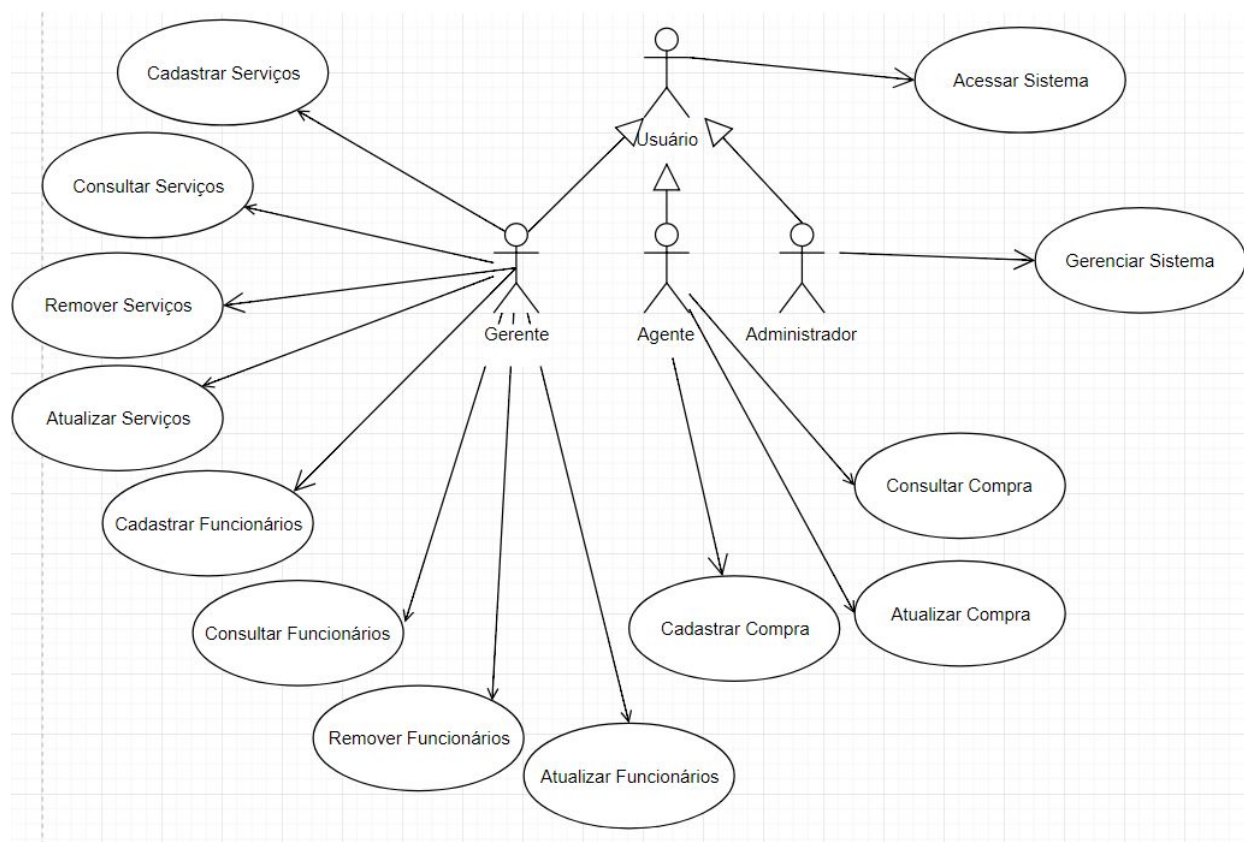 Cadastrar Serviços
Acessar Sistema
Usuário
Consultar Serviços
Gerenciar Sistema
Remover Serviços
Gerente
Agente
Administrador
Atualizar Serviços
Consultar Compra
Cadastrar Funcionários
Atualizar Compra
Cadastrar Compra
Consultar Funcionários
Remover Funcionários
Atualizar Funcionários